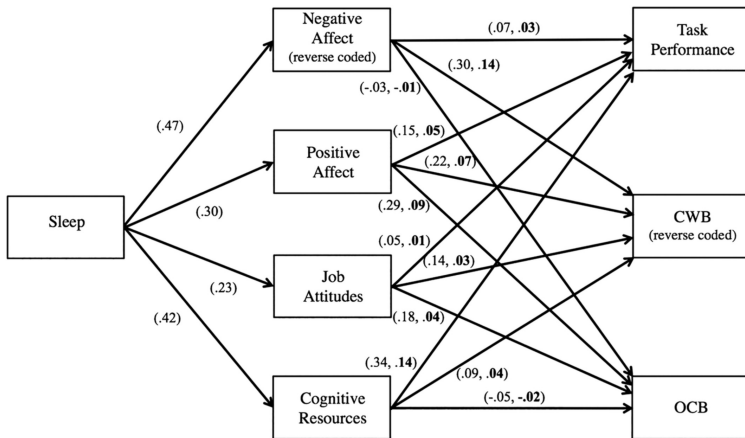 Negative
Affect
(reverse coded)
(.07, .03)
Task
Performance
(.30, .14)
(-.03, -.01)
(.47)
(.15, .05)
Positive
Affect
(.22, .07)
(.30)
(.29, .09)
Sleep
CWB
(reverse coded)
(.05, .01)
(.14, .03)
(.23)
Job
Attitudes
(.42)
(.18, .04)
(.34, .14)
(.09, .04)
Cognitive
Resources
(-.05, -.02)
OCB